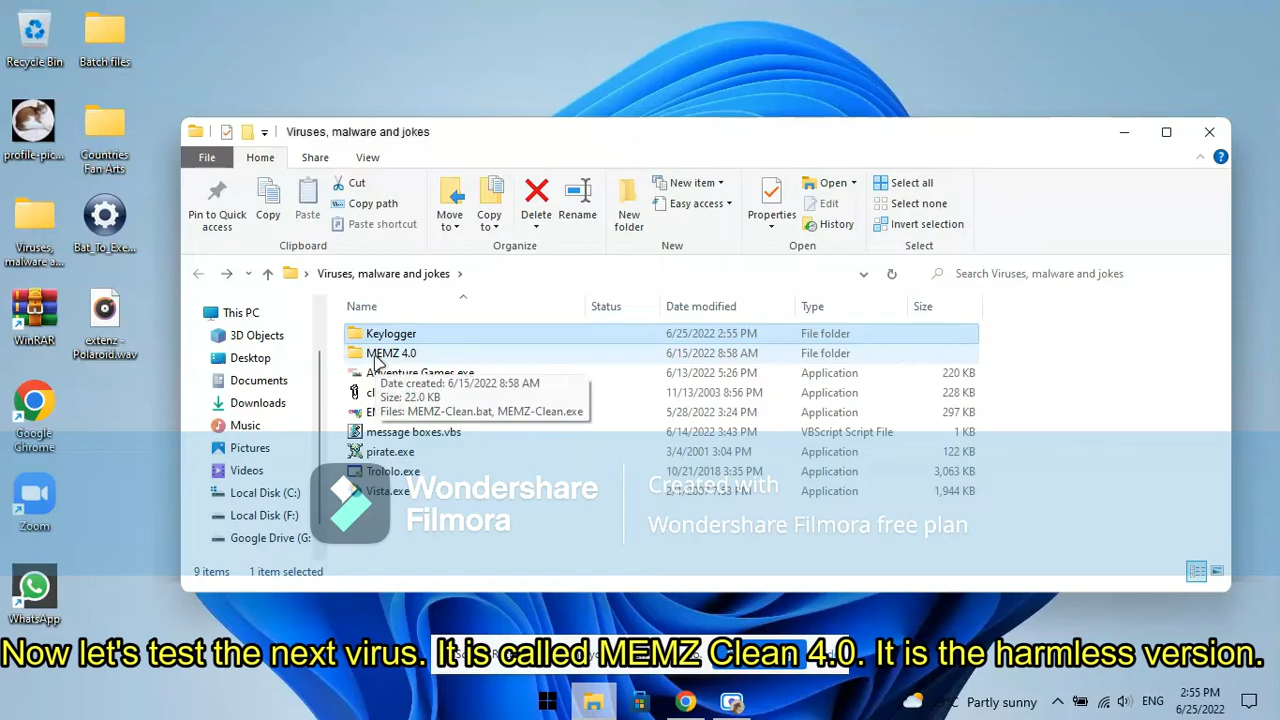 Recycle Bin
Batch files
profile-pic...
Countries
Fan Arts
Viruses,
malware a...
Bat_To_Exe...
WinRAR
extenz -
Polaroid.wav
Google
Chrome
Zoom
WhatsApp
Viruses, malware and jokes
File
Home
Share
View
Pin to Quick
access
Copy
Paste
Cut
Copy path
Paste shortcut
Clipboard
Move
to
Copy
to
Delete
Rename
Organize
New
folder
New item
Easy access
New
Properties
Open
Edit
History
Open
Select all
Select none
Invert selection
Select
Viruses, malware and jokes
Search Viruses, malware and jokes
This PC
3D Objects
Desktop
Documents
Downloads
Music
Pictures
Videos
Local Disk (C:)
Local Disk (F:)
Google Drive (G:
Name Status Date modified Type Size
Keylogger 6/25/2022 2:55 PM File folder
MEMZ 4.0 6/15/2022 8:58 AM File folder
Adventure Games.exe 6/13/2022 5:26 PM Application 220 KB
11/13/2003 8:56 PM Application 228 KB
5/28/2022 3:24 PM Application 297 KB
message boxes.vbs 6/14/2022 3:43 PM VBScript Script File 1 KB
pirate.exe 3/4/2001 3:04 PM Application 122 KB
Trololo.exe 10/21/2018 3:35 PM Application 3,063 KB
Vista.exe Application 1,944 KB
Date created: 6/15/2022 8:58 AM
Size: 22.0 KB
Files: MEMZ-Clean.bat, MEMZ-Clean.exe
Wondershare
Filmora
Created with
Wondershare Filmora free plan
9 items
1 item selected
Now let's test the next virus. It is called MEMZ Clean 4.0. It is the harmless version.
Partly sunny
ENG
2:55 PM
6/25/2022